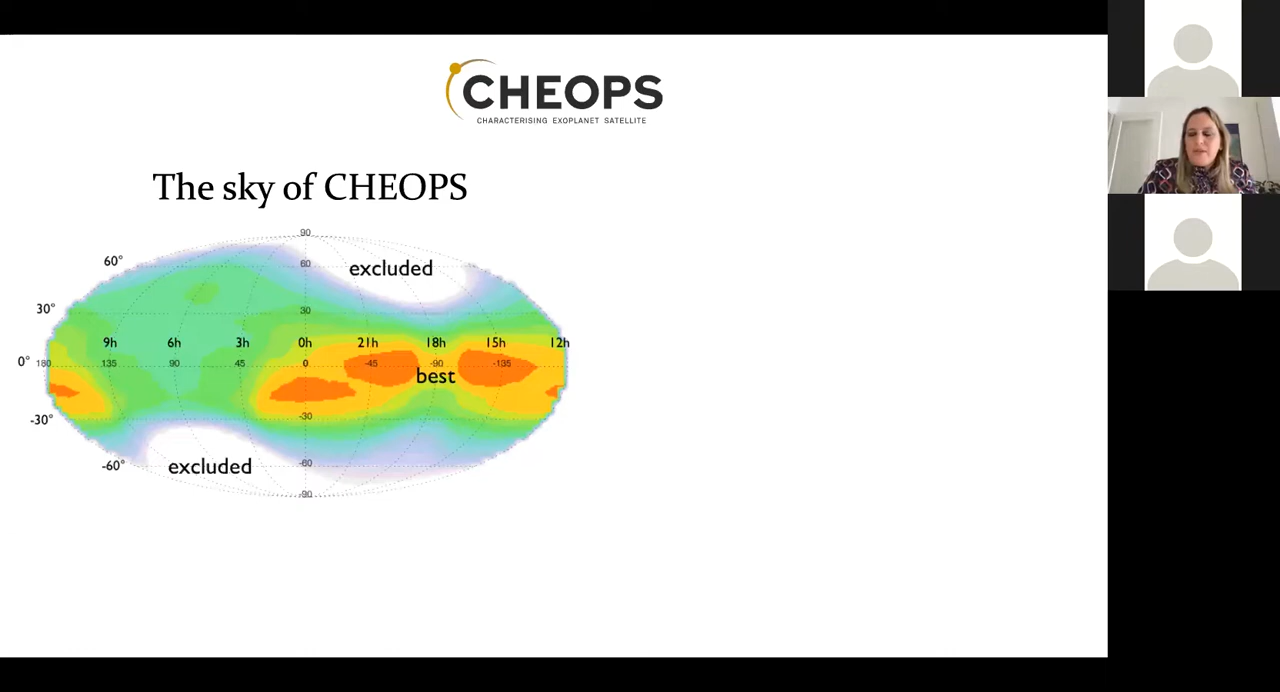 CHEOPS
CHARACTERISING EXOPLANET SATELLITE
The sky of CHEOPS
90
60° 60 excluded
30° 30
9h 6h 3h 0h 21h 18h 15h 12h
0° 180 135 90 45 0 -45 -90 -135
best
-30° -30
-60° excluded -60
-90